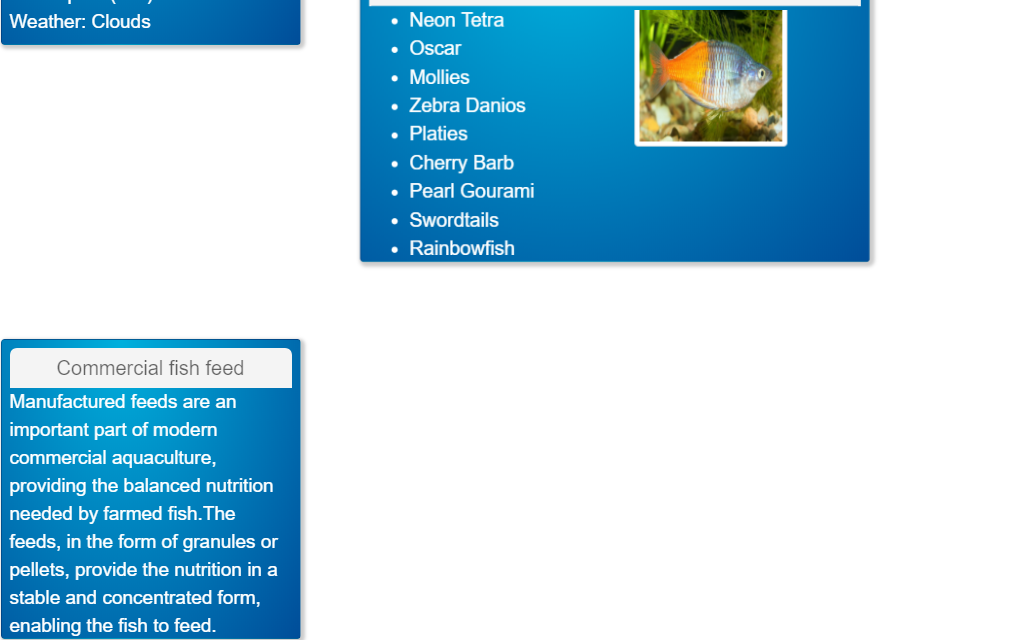 Weather: Clouds
Neon Tetra
Oscar
Mollies
Zebra Danios
Platies
Cherry Barb
Pearl Gourami
Swordtails
Rainbowfish
Commercial fish feed
Manufactured feeds are an
important part of modern
commercial aquaculture,
providing the balanced nutrition
needed by farmed fish.The
feeds, in the form of granules or
pellets, provide the nutrition in a
stable and concentrated form,
enabling the fish to feed.